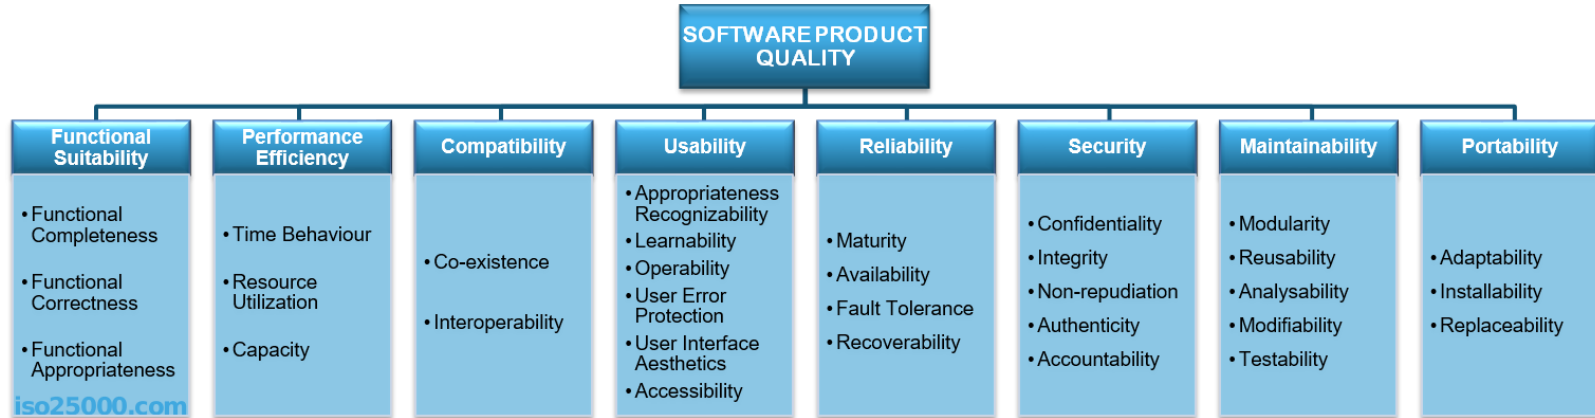 SOFTWARE PRODUCT
QUALITY
Functional
Suitability
• Functional
Completeness
• Functional
Correctness
• Functional
Appropriateness
Performance
Efficiency
• Time Behaviour
• Resource
Utilization
• Capacity
Compatibility
• Co-existence
• Interoperability
Usability
• Appropriateness
Recognizability
• Learnability
• Operability
• User Error
Protection
• User Interface
Aesthetics
• Accessibility
Reliability
• Maturity
• Availability
• Fault Tolerance
• Recoverability
Security
• Confidentiality
• Integrity
• Non-repudiation
• Authenticity
• Accountability
Maintainability
• Modularity
• Reusability
• Analysability
• Modifiability
• Testability
Portability
• Adaptability
• Installability
• Replaceability
iso25000.com